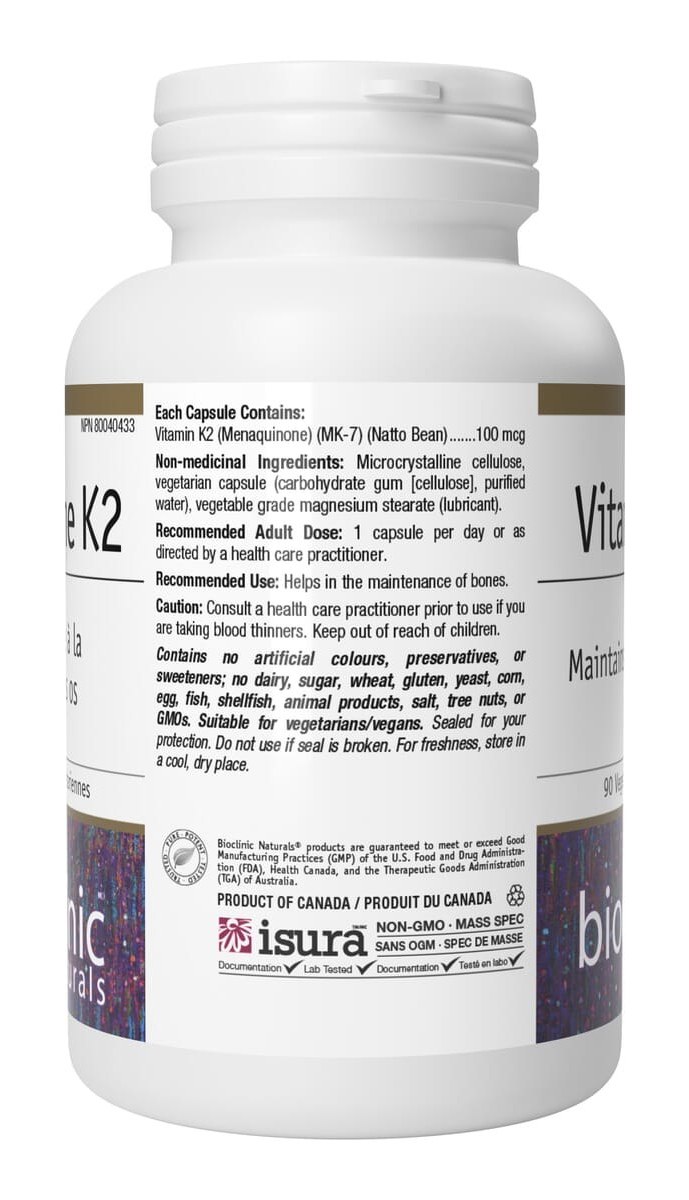 NPN 80040433
e K2
à la
os
Each Capsule Contains:
Vitamin K2 (Menaquinone) (MK-7) (Natto Bean).......100 mcg
Non-medicinal Ingredients: Microcrystalline cellulose,
vegetarian capsule (carbohydrate gum [cellulose], purified
water), vegetable grade magnesium stearate (lubricant).
Recommended Adult Dose: 1 capsule per day or as
directed by a health care practitioner.
Recommended Use: Helps in the maintenance of bones.
Caution: Consult a health care practitioner prior to use if you
are taking blood thinners. Keep out of reach of children.
Contains no artificial colours, preservatives, or
sweeteners; no dairy, sugar, wheat, gluten, yeast, corn,
egg, fish, shellfish, animal products, salt, tree nuts, or
GMOs. Suitable for vegetarians/vegans. Sealed for your
protection. Do not use if seal is broken. For freshness, store in
a cool, dry place.
PURE · POTENT · TESTED · TRUSTED
Bioclinic Naturals® products are guaranteed to meet or exceed Good
Manufacturing Practices (GMP) of the U.S. Food and Drug Administra-
tion (FDA), Health Canada, and the Therapeutic Goods Administration
(TGA) of Australia.
PRODUCT OF CANADA / PRODUIT DU CANADA
isura
NON-GMO · MASS SPEC
SANS OGM · SPEC DE MASSE
Documentation ✓ Lab Tested ✓ Documentation ✓ Testé en labo ✓
nic
urals
Vita
Maintains
90 Veg
bio